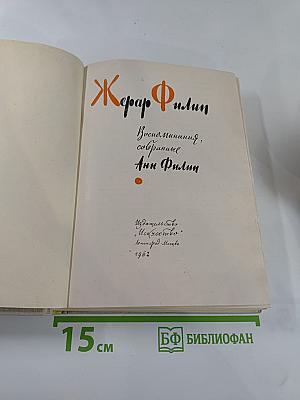 Жерар Филип
Воспоминания,
собранные
Анн Филип
Издательство
"Искусство"
Ленинград Москва
1962
15 см
БФ БИБЛИОФАН